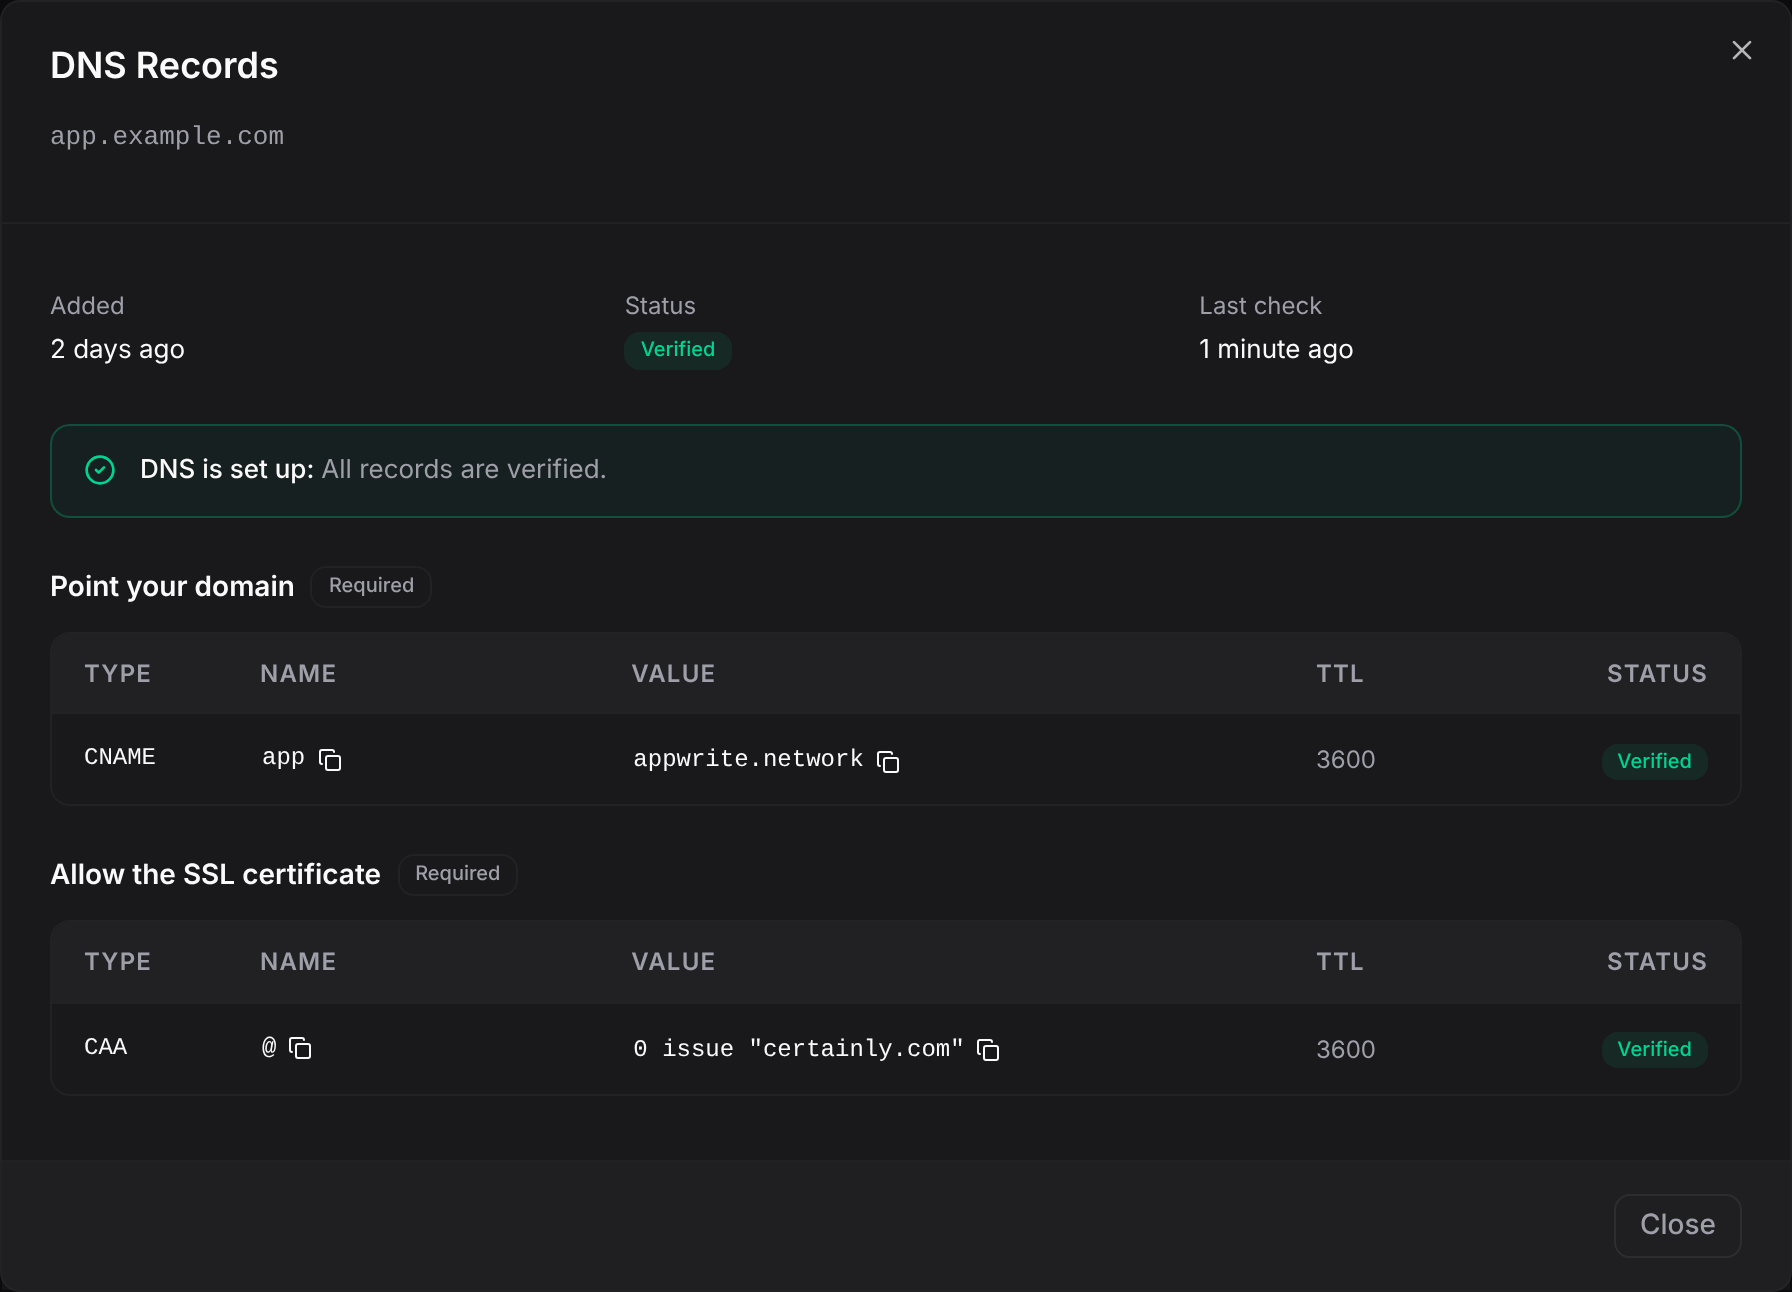 DNS Records
app.example.com
Added
2 days ago
Status
Verified
Last check
1 minute ago
DNS is set up: All records are verified.
Point your domain Required
TYPE NAME VALUE TTL STATUS
CNAME app appwrite.network 3600 Verified
Allow the SSL certificate Required
TYPE NAME VALUE TTL STATUS
CAA @ 0 issue "certainly.com" 3600 Verified
Close